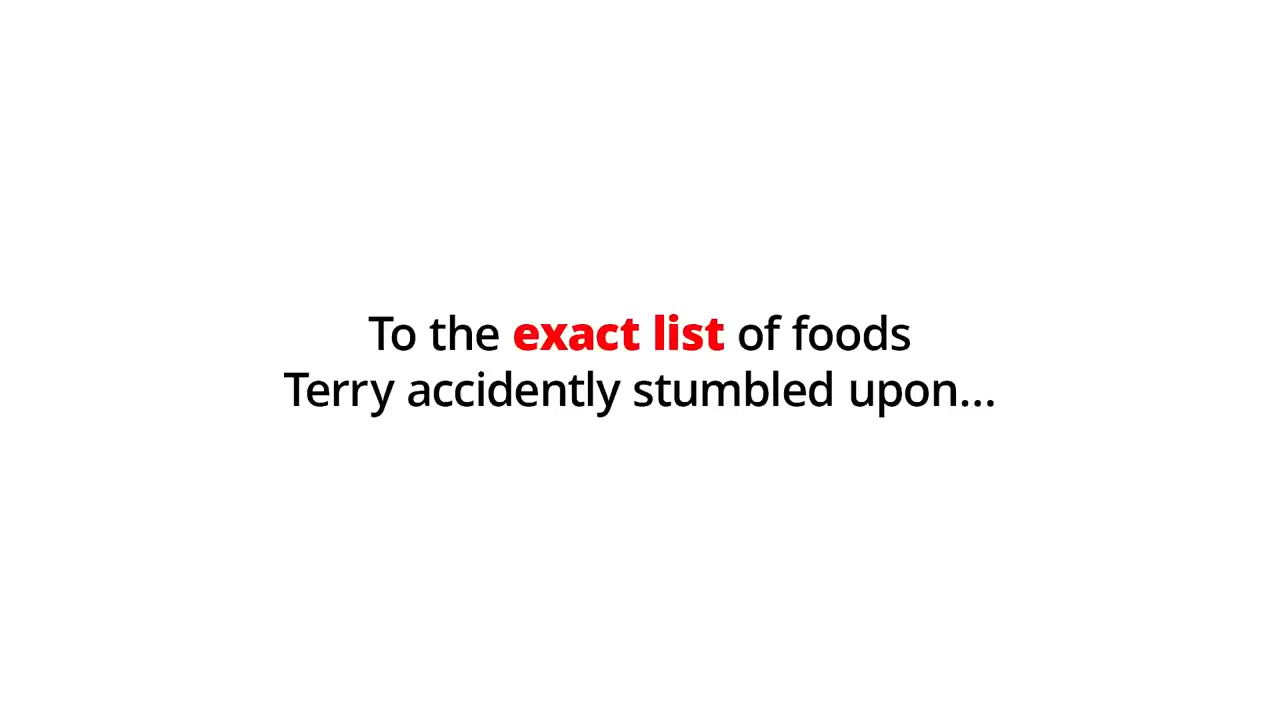 To the exact list of foods
Terry accidently stumbled upon...